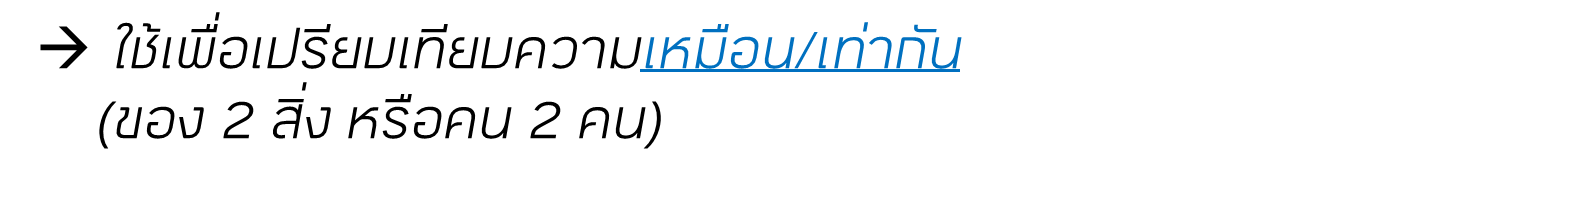 → ใช้เพื่อเปรียบเทียบความเหมือน/เท่ากัน
(ของ 2 สิ่ง หรือคน 2 คน)